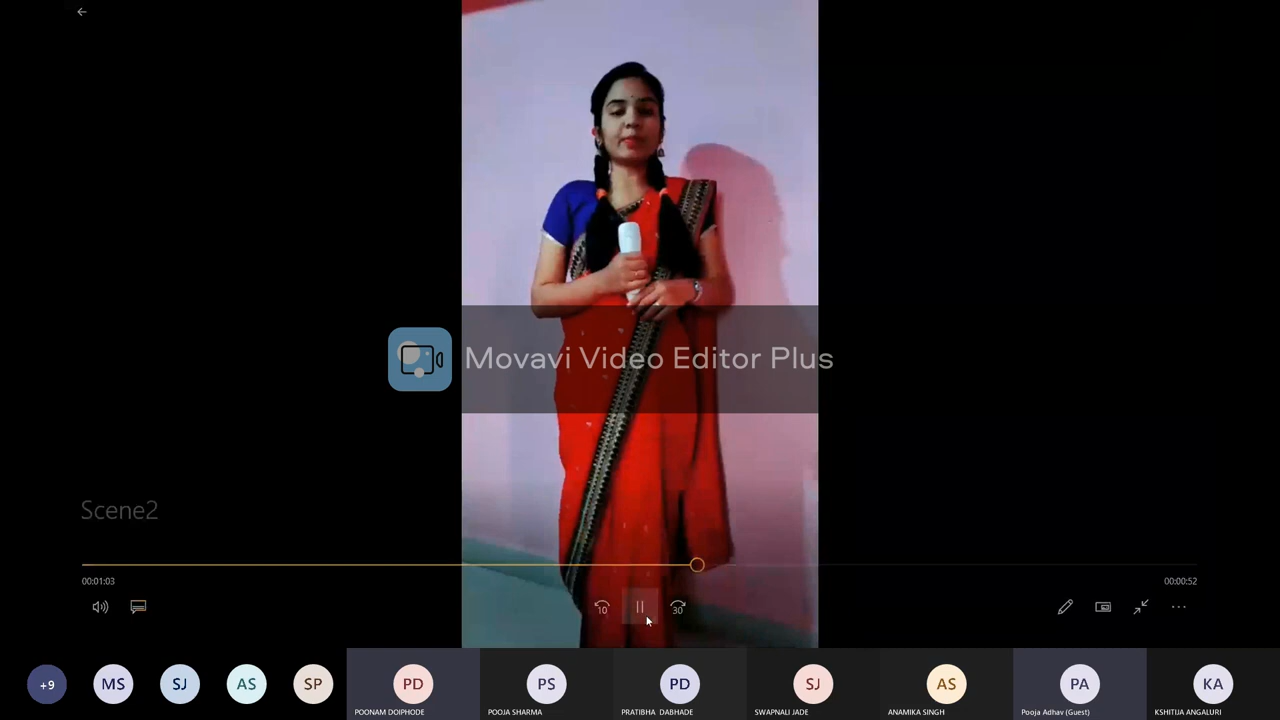 Movavi Video Editor Plus
Scene2
00:01:03
00:00:52
10
30
+9
MS
SJ
AS
SP
PD
PS
PD
SJ
AS
PA
KA
POONAM DOIPHODE
POOJA SHARMA
PRATIBHA DABHADE
SWAPNALI JADE
ANAMIKA SINGH
Pooja Adhav (Guest)
KSHITIJA ANGALURI